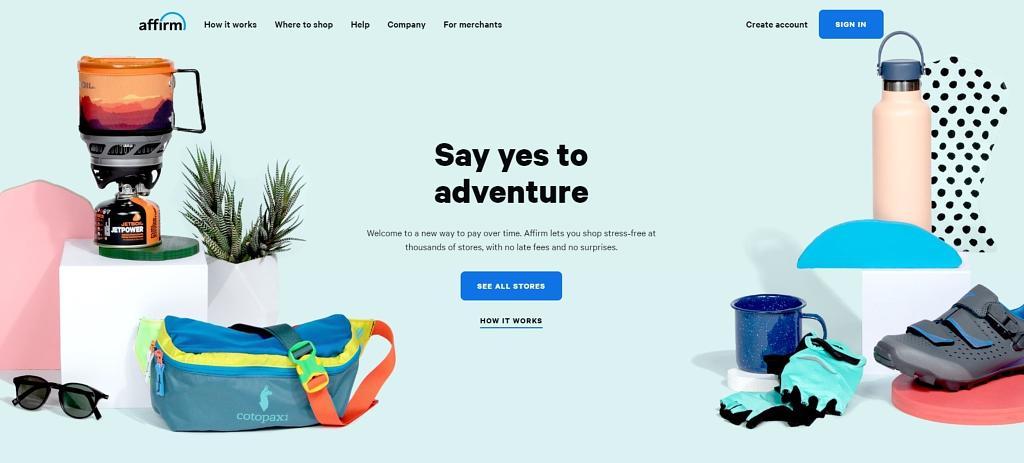 affirm
How it works
Where to shop
Help
Company
For merchants
Create account
SIGN IN
Say yes to
adventure
Welcome to a new way to pay over time. Affirm lets you shop stress-free at
thousands of stores, with no late fees and no surprises.
SEE ALL STORES
HOW IT WORKS
JETBOIL
JETPOWER
cotopaxi